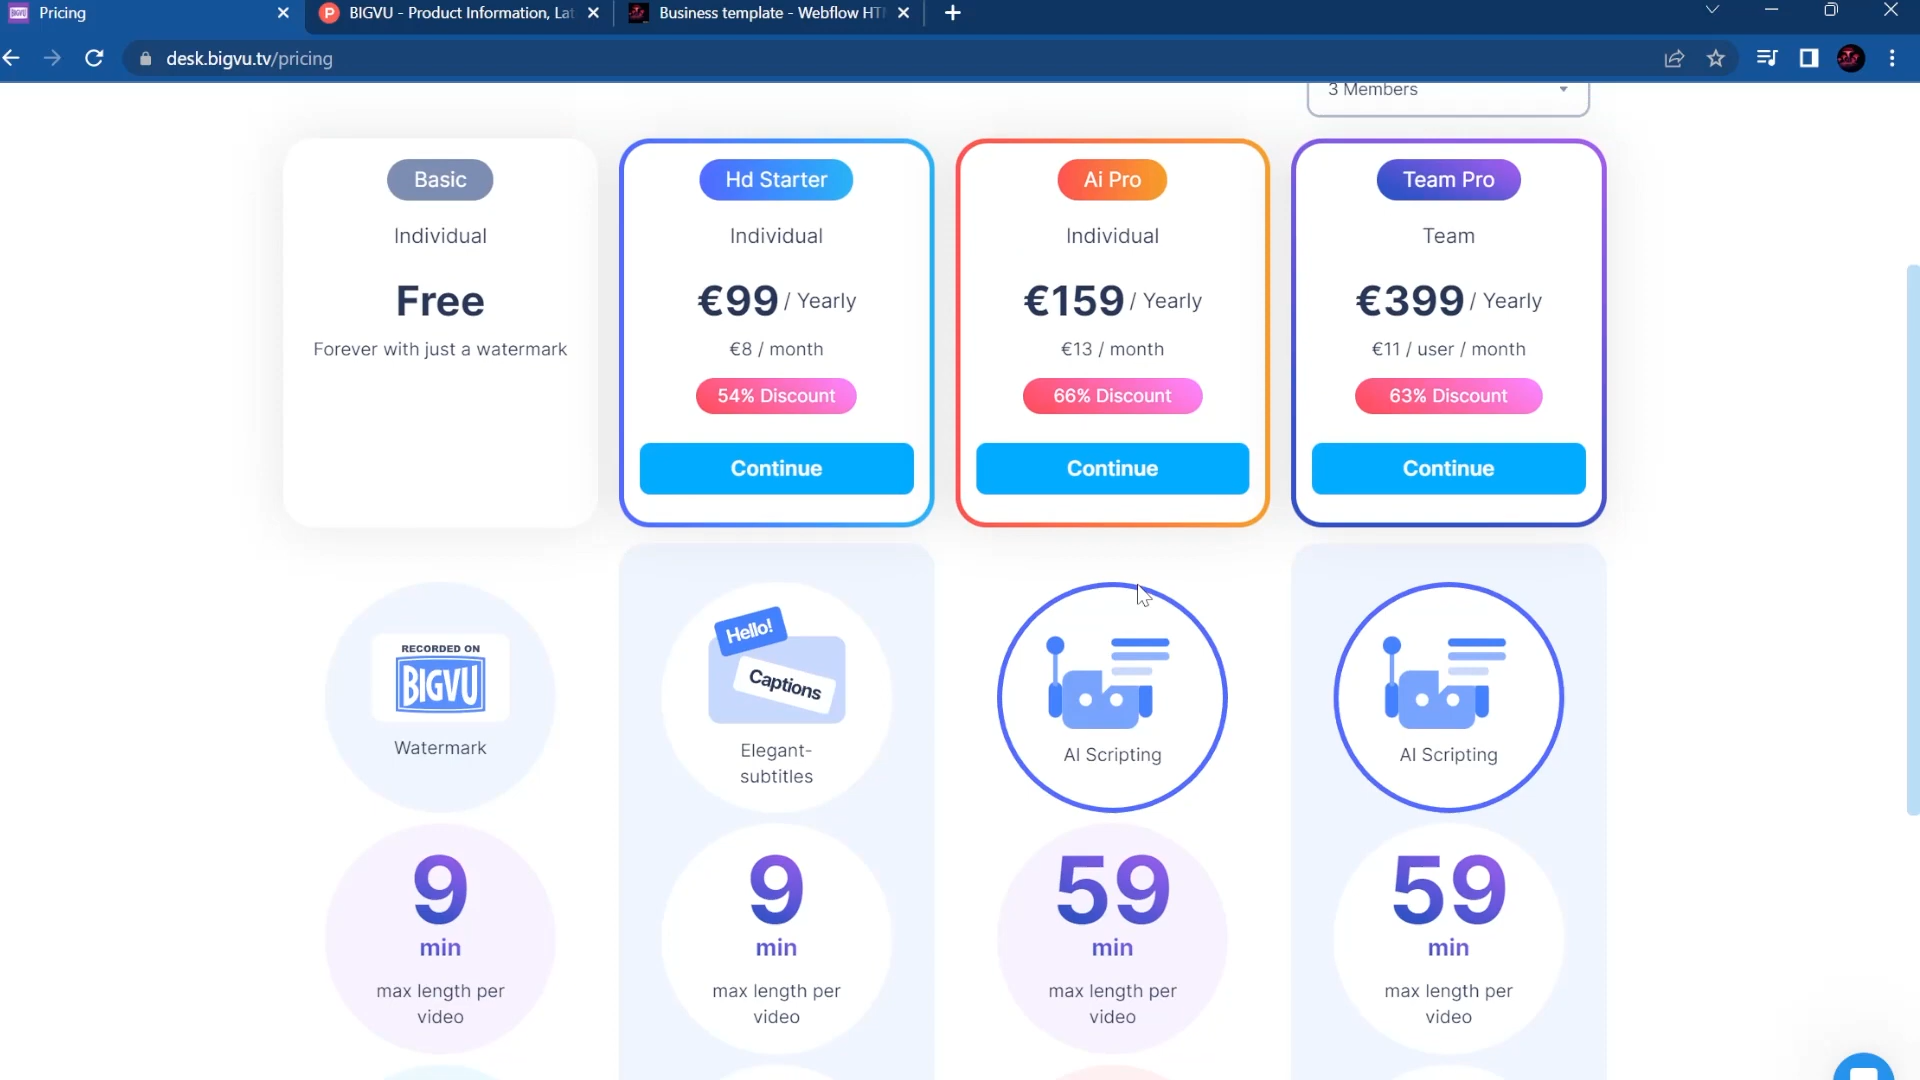 Pricing
BIGVU - Product Information, Lat
Business template - Webflow HT
desk.bigvu.tv/pricing
3 Members
Basic
Individual
Free
Forever with just a watermark
Hd Starter
Individual
€99 / Yearly
€8 / month
54% Discount
Continue
Ai Pro
Individual
€159 / Yearly
€13 / month
66% Discount
Continue
Team Pro
Team
€399 / Yearly
€11 / user / month
63% Discount
Continue
RECORDED ON
BIGVU
Watermark
Hello!
Captions
Elegant-
subtitles
AI Scripting
AI Scripting
9
min
max length per
video
9
min
max length per
video
59
min
max length per
video
59
min
max length per
video